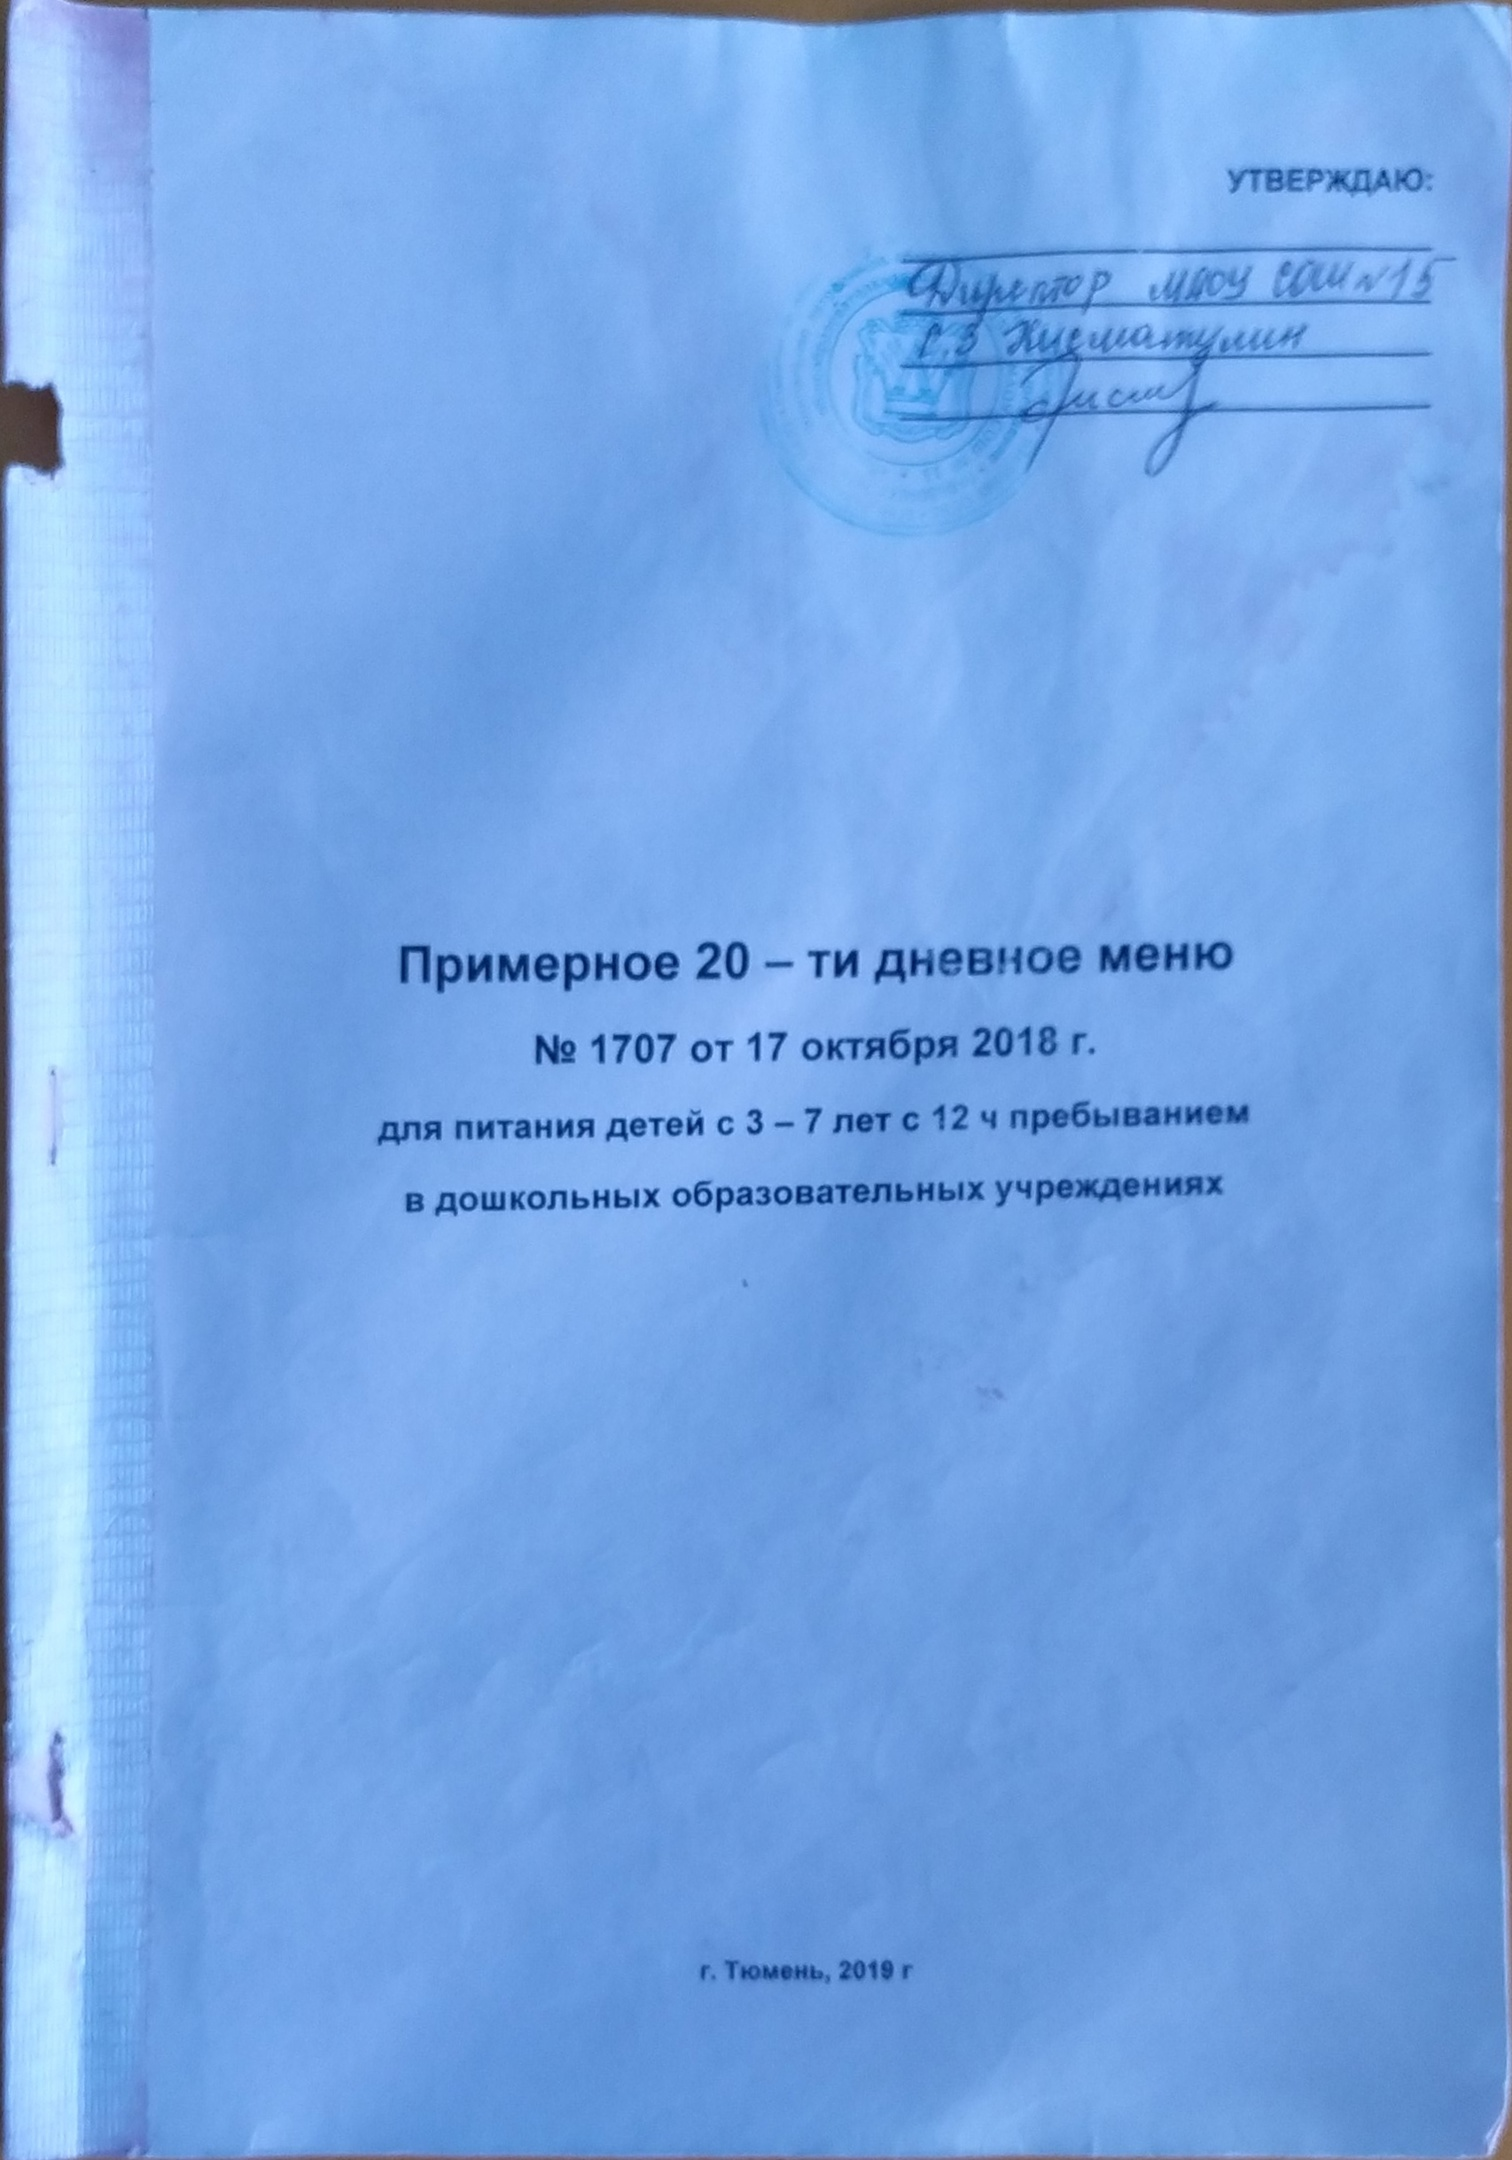 УТВЕРЖДАЮ:
Директор МАОУ СОШ №15
С.З Хисматулин
Примерное 20 – ти дневное меню
№ 1707 от 17 октября 2018 г.
для питания детей с 3 – 7 лет с 12 ч пребыванием
в дошкольных образовательных учреждениях
г. Тюмень, 2019 г